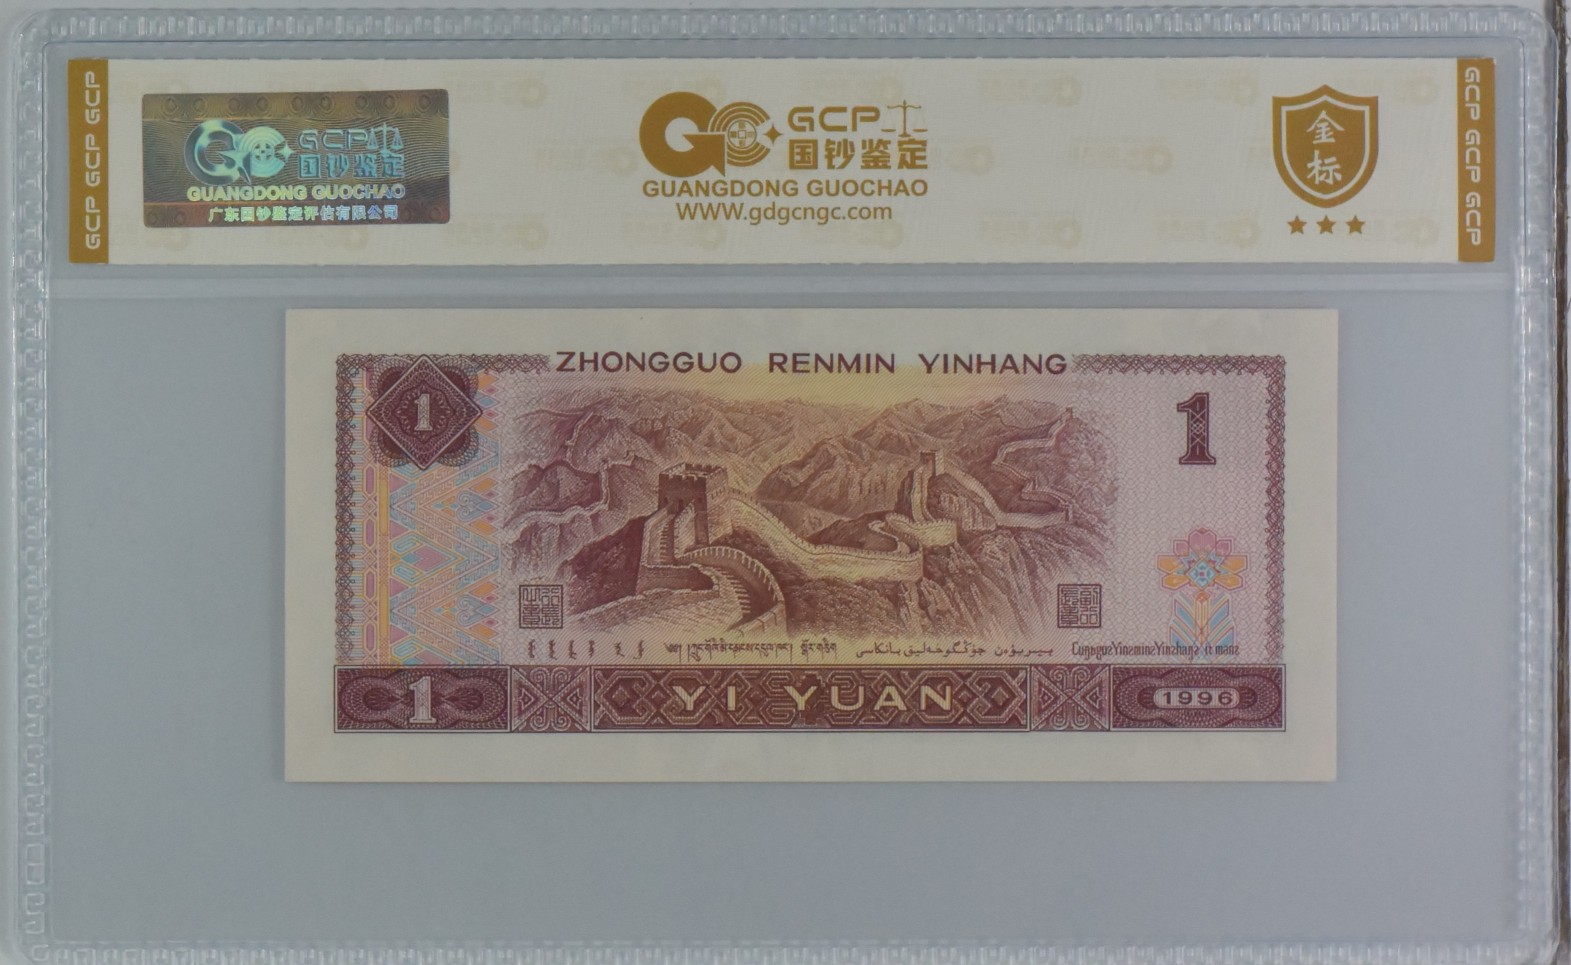 GCP GCP GCP
GCP
国钞鉴定
GUANGDONG GUOCHAO
广东国钞鉴定评估有限公司
GCP
国钞鉴定
GUANGDONG GUOCHAO
WWW.gdgcngc.com
金标
GCP GCP GCP
ZHONGGUO RENMIN YINHANG
1
1
1
YI YUAN
1996